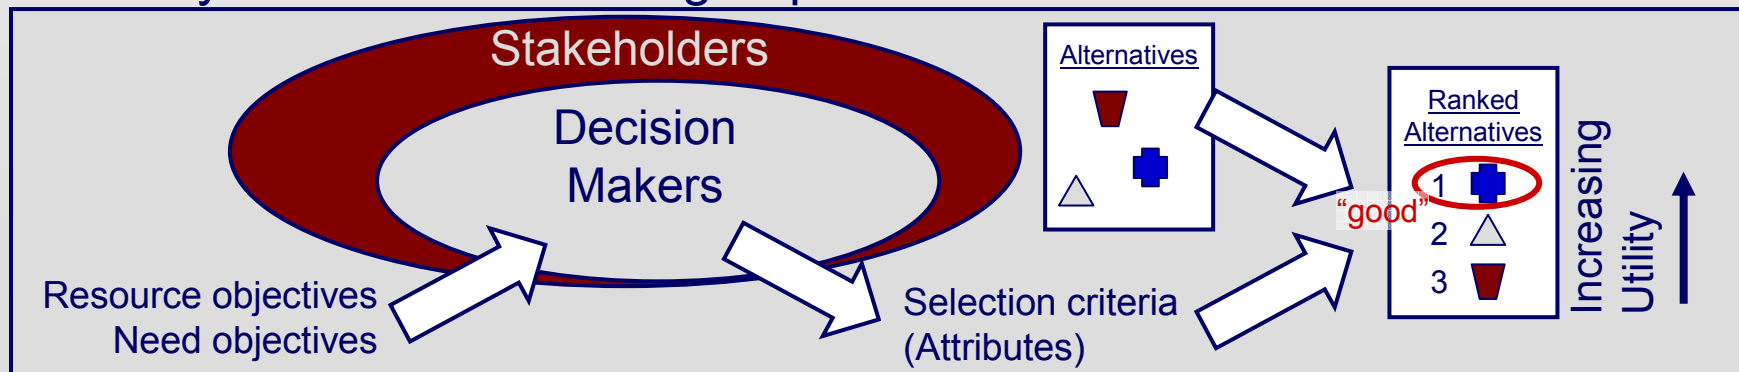 Stakeholders
Decision
Makers
Resource objectives
Need objectives
Selection criteria
(Attributes)
Alternatives
“good”
Ranked
Alternatives
1
2
3
Increasing
Utility